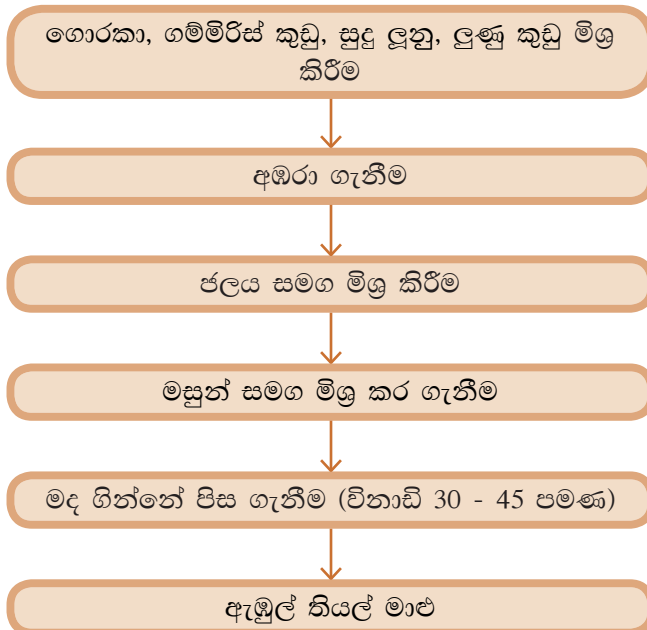 ගොරකා, ගම්මිරිස් කුඩු, සුදු ලූනු, ලුණු කුඩු මිශ්‍ර
කිරීම
අඹරා ගැනීම
ජලය සමග මිශ්‍ර කිරීම
මසුන් සමග මිශ්‍ර කර ගැනීම
මද ගින්නේ පිස ගැනීම (විනාඩි 30 - 45 පමණ)
ඇඹුල් තියල් මාළු